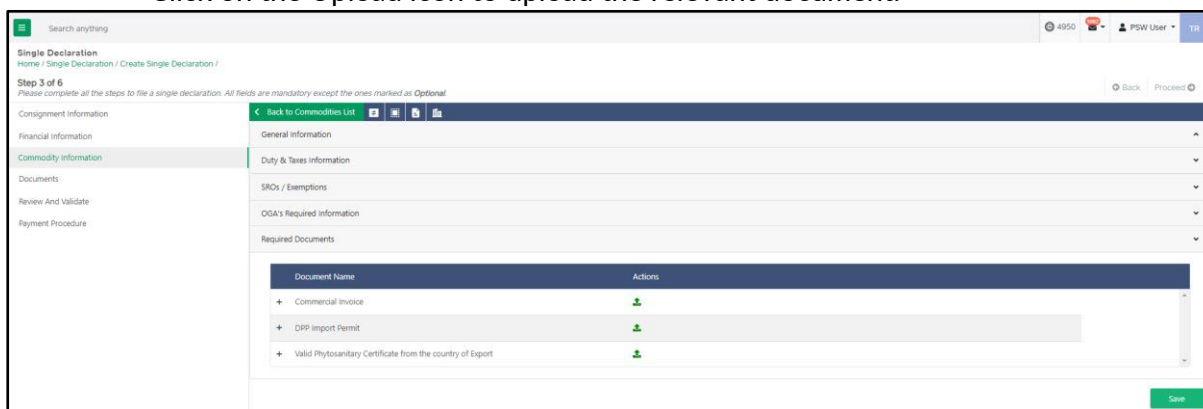 Click on the Upload icon to upload the relevant document.
Search anything
4950
PSW User
TR
Single Declaration
Home / Single Declaration / Create Single Declaration /
Step 3 of 6
Please complete all the steps to file a single declaration. All fields are mandatory except the ones marked as Optional.
Back
Proceed
Consignment Information
Financial Information
Commodity Information
Documents
Review And Validate
Payment Procedure
Back to Commodities List
General Information
Duty & Taxes Information
SROs / Exemptions
OGA's Required Information
Required Documents
Document Name Actions
+ Commercial Invoice
+ DPP Import Permit
+ Valid Phytosanitary Certificate from the country of Export
Save